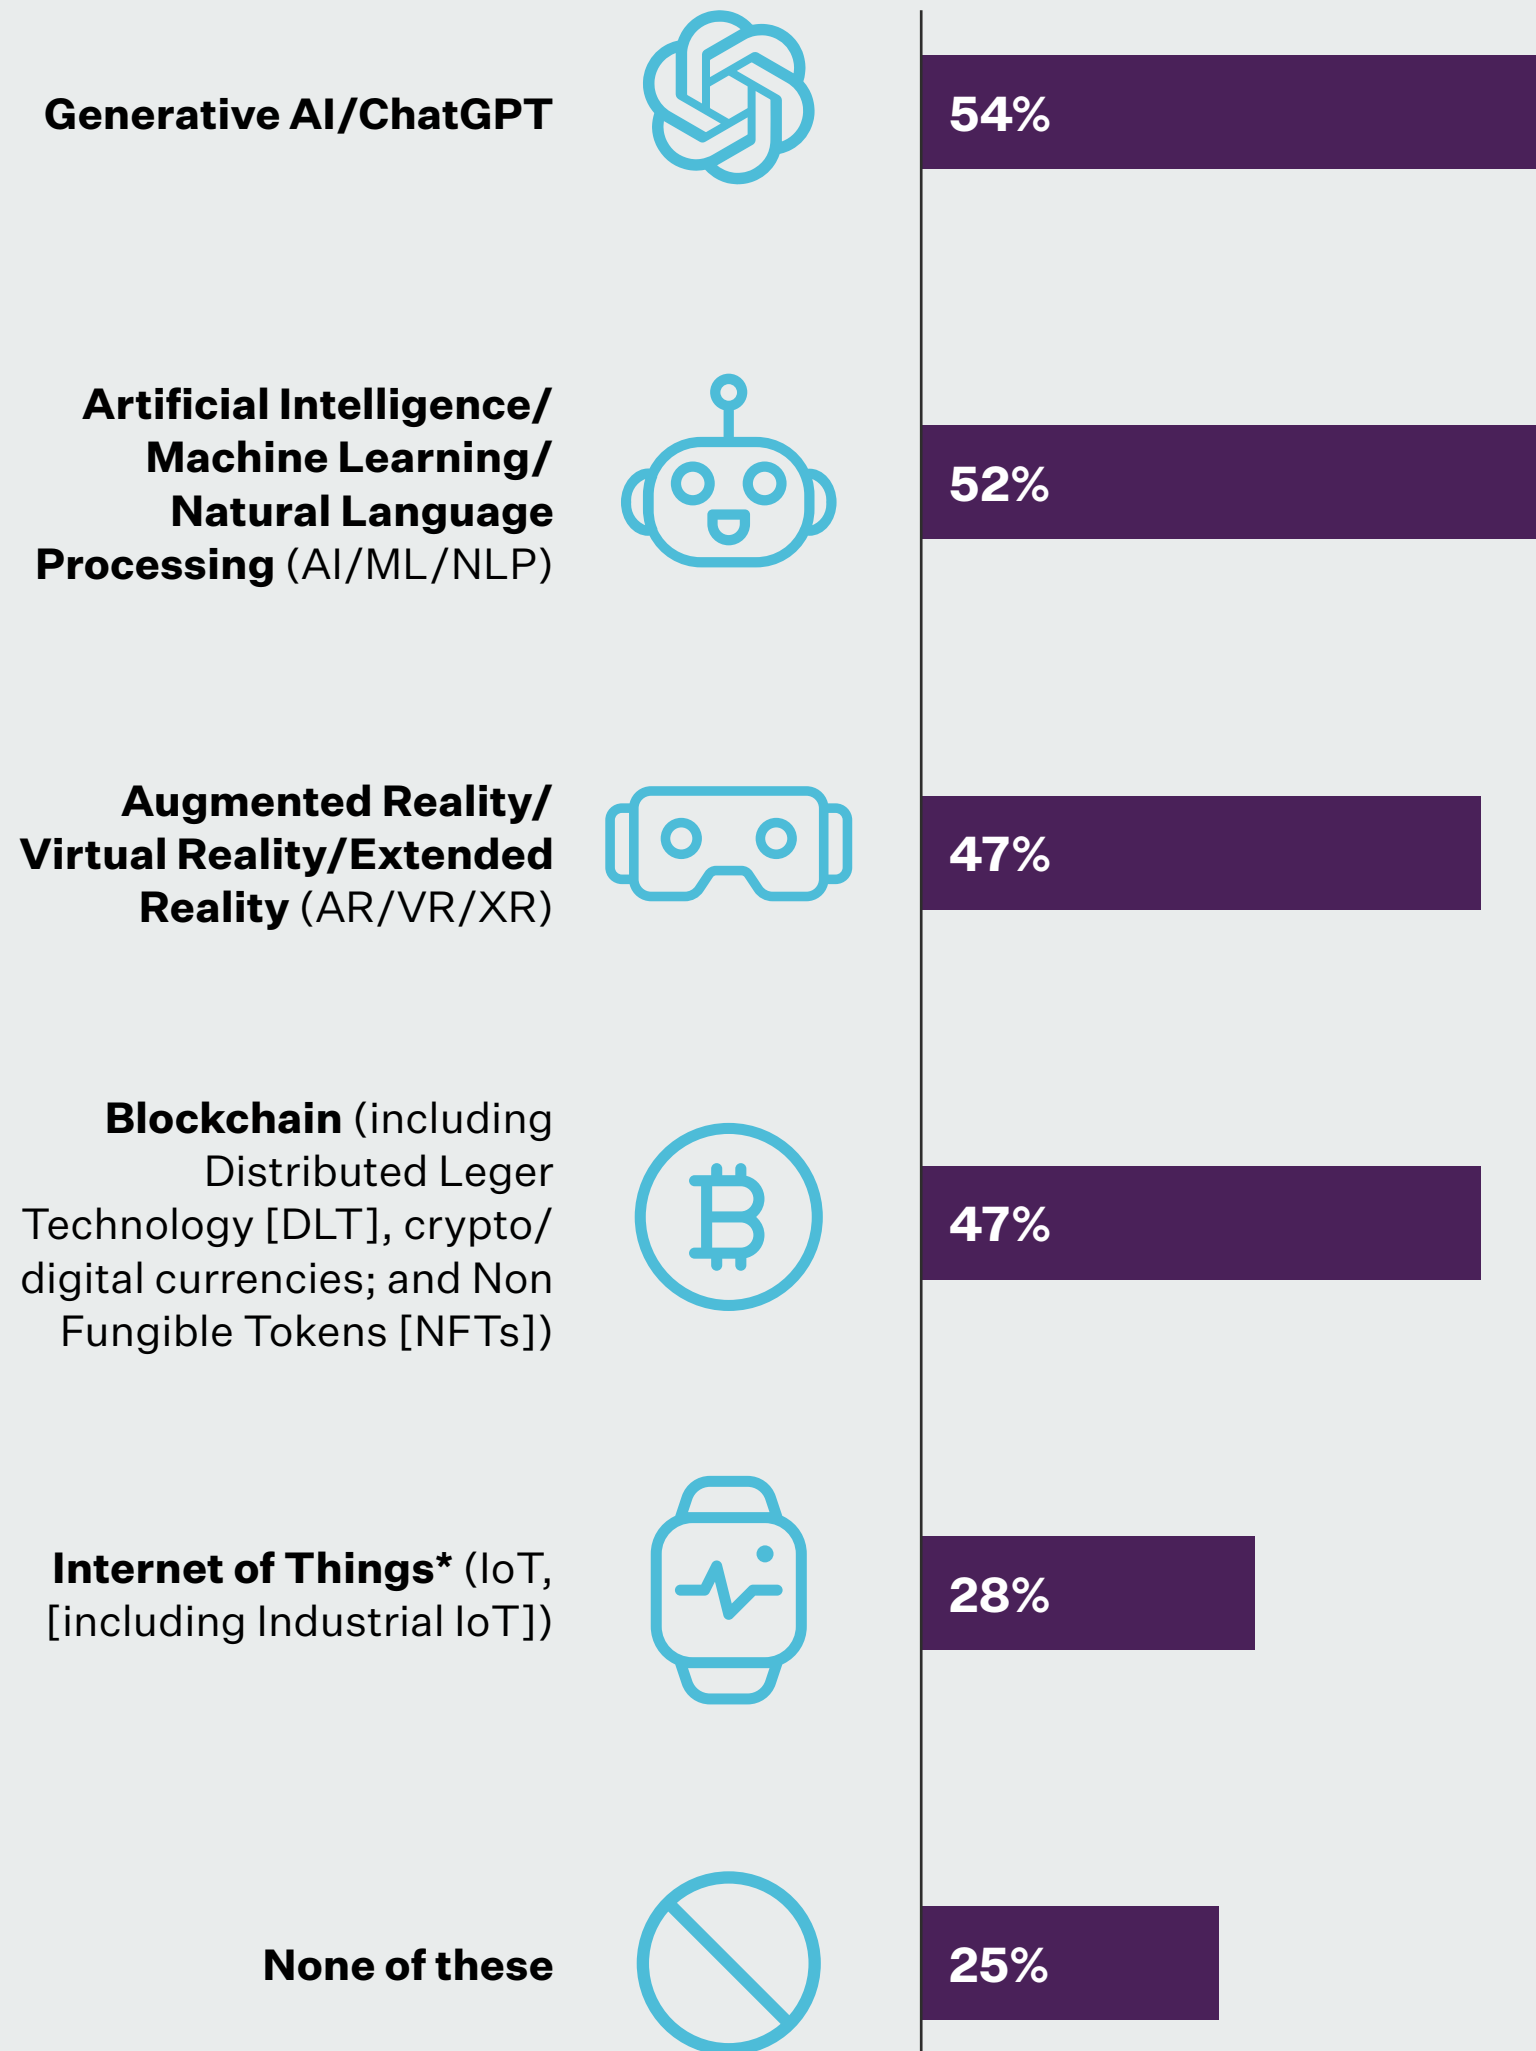 Generative AI/ChatGPT
54%
Artificial Intelligence/
Machine Learning/
Natural Language
Processing (AI/ML/NLP)
52%
Augmented Reality/
Virtual Reality/Extended
Reality (AR/VR/XR)
47%
Blockchain (including
Distributed Leger
Technology [DLT], crypto/
digital currencies; and Non
Fungible Tokens [NFTs])
47%
Internet of Things* (IoT,
[including Industrial IoT])
28%
None of these
25%